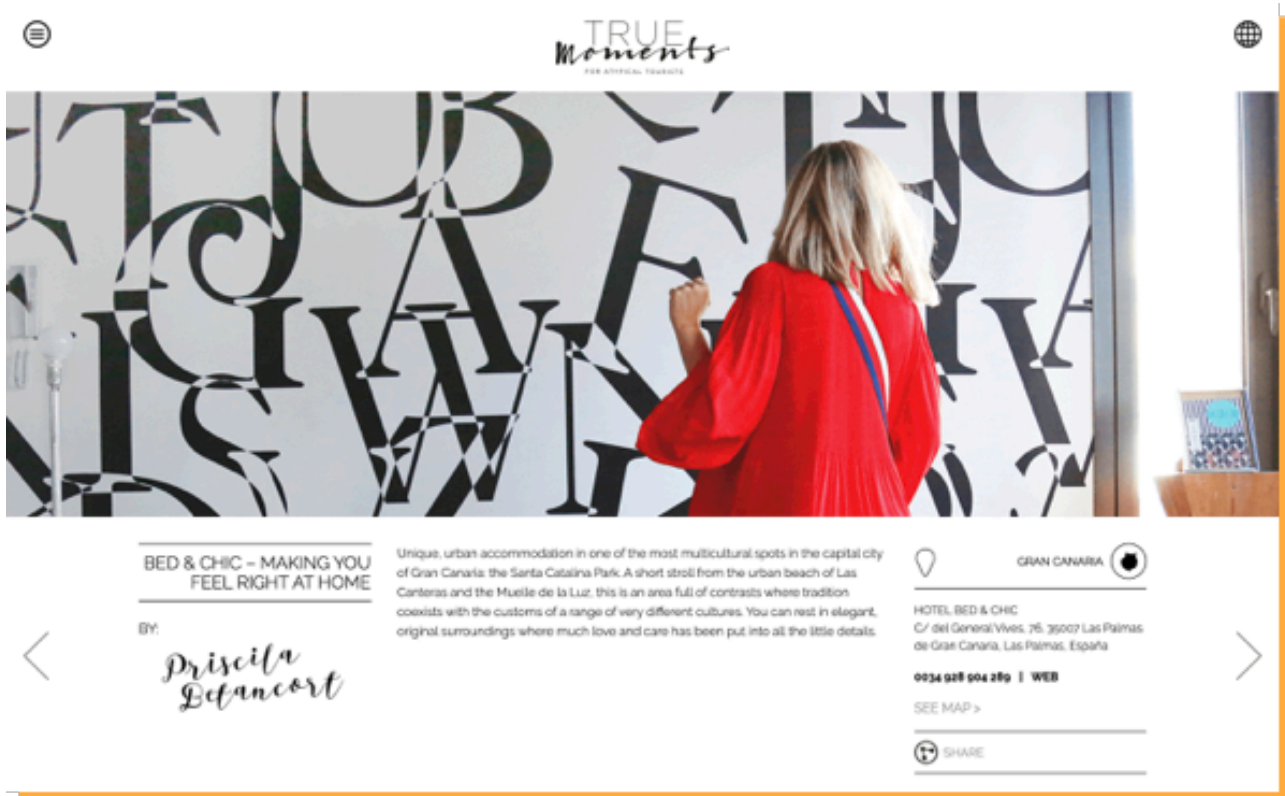 TRUE
Moments
FOR ATYPICAL TOURISTS
BED & CHIC – MAKING YOU
FEEL RIGHT AT HOME
BY:
Priscila
Betancort
Unique, urban accommodation in one of the most multicultural spots in the capital city
of Gran Canaria: the Santa Catalina Park. A short stroll from the urban beach of Las
Canteras and the Muelle de la Luz, this is an area full of contrasts where tradition
coexists with the customs of a range of very different cultures. You can rest in elegant,
original surroundings where much love and care has been put into all the little details.
GRAN CANARIA
HOTEL BED & CHIC
C/ del General Vives, 76, 35007 Las Palmas
de Gran Canaria, Las Palmas, España
0034 928 904 289 | WEB
SEE MAP >
SHARE